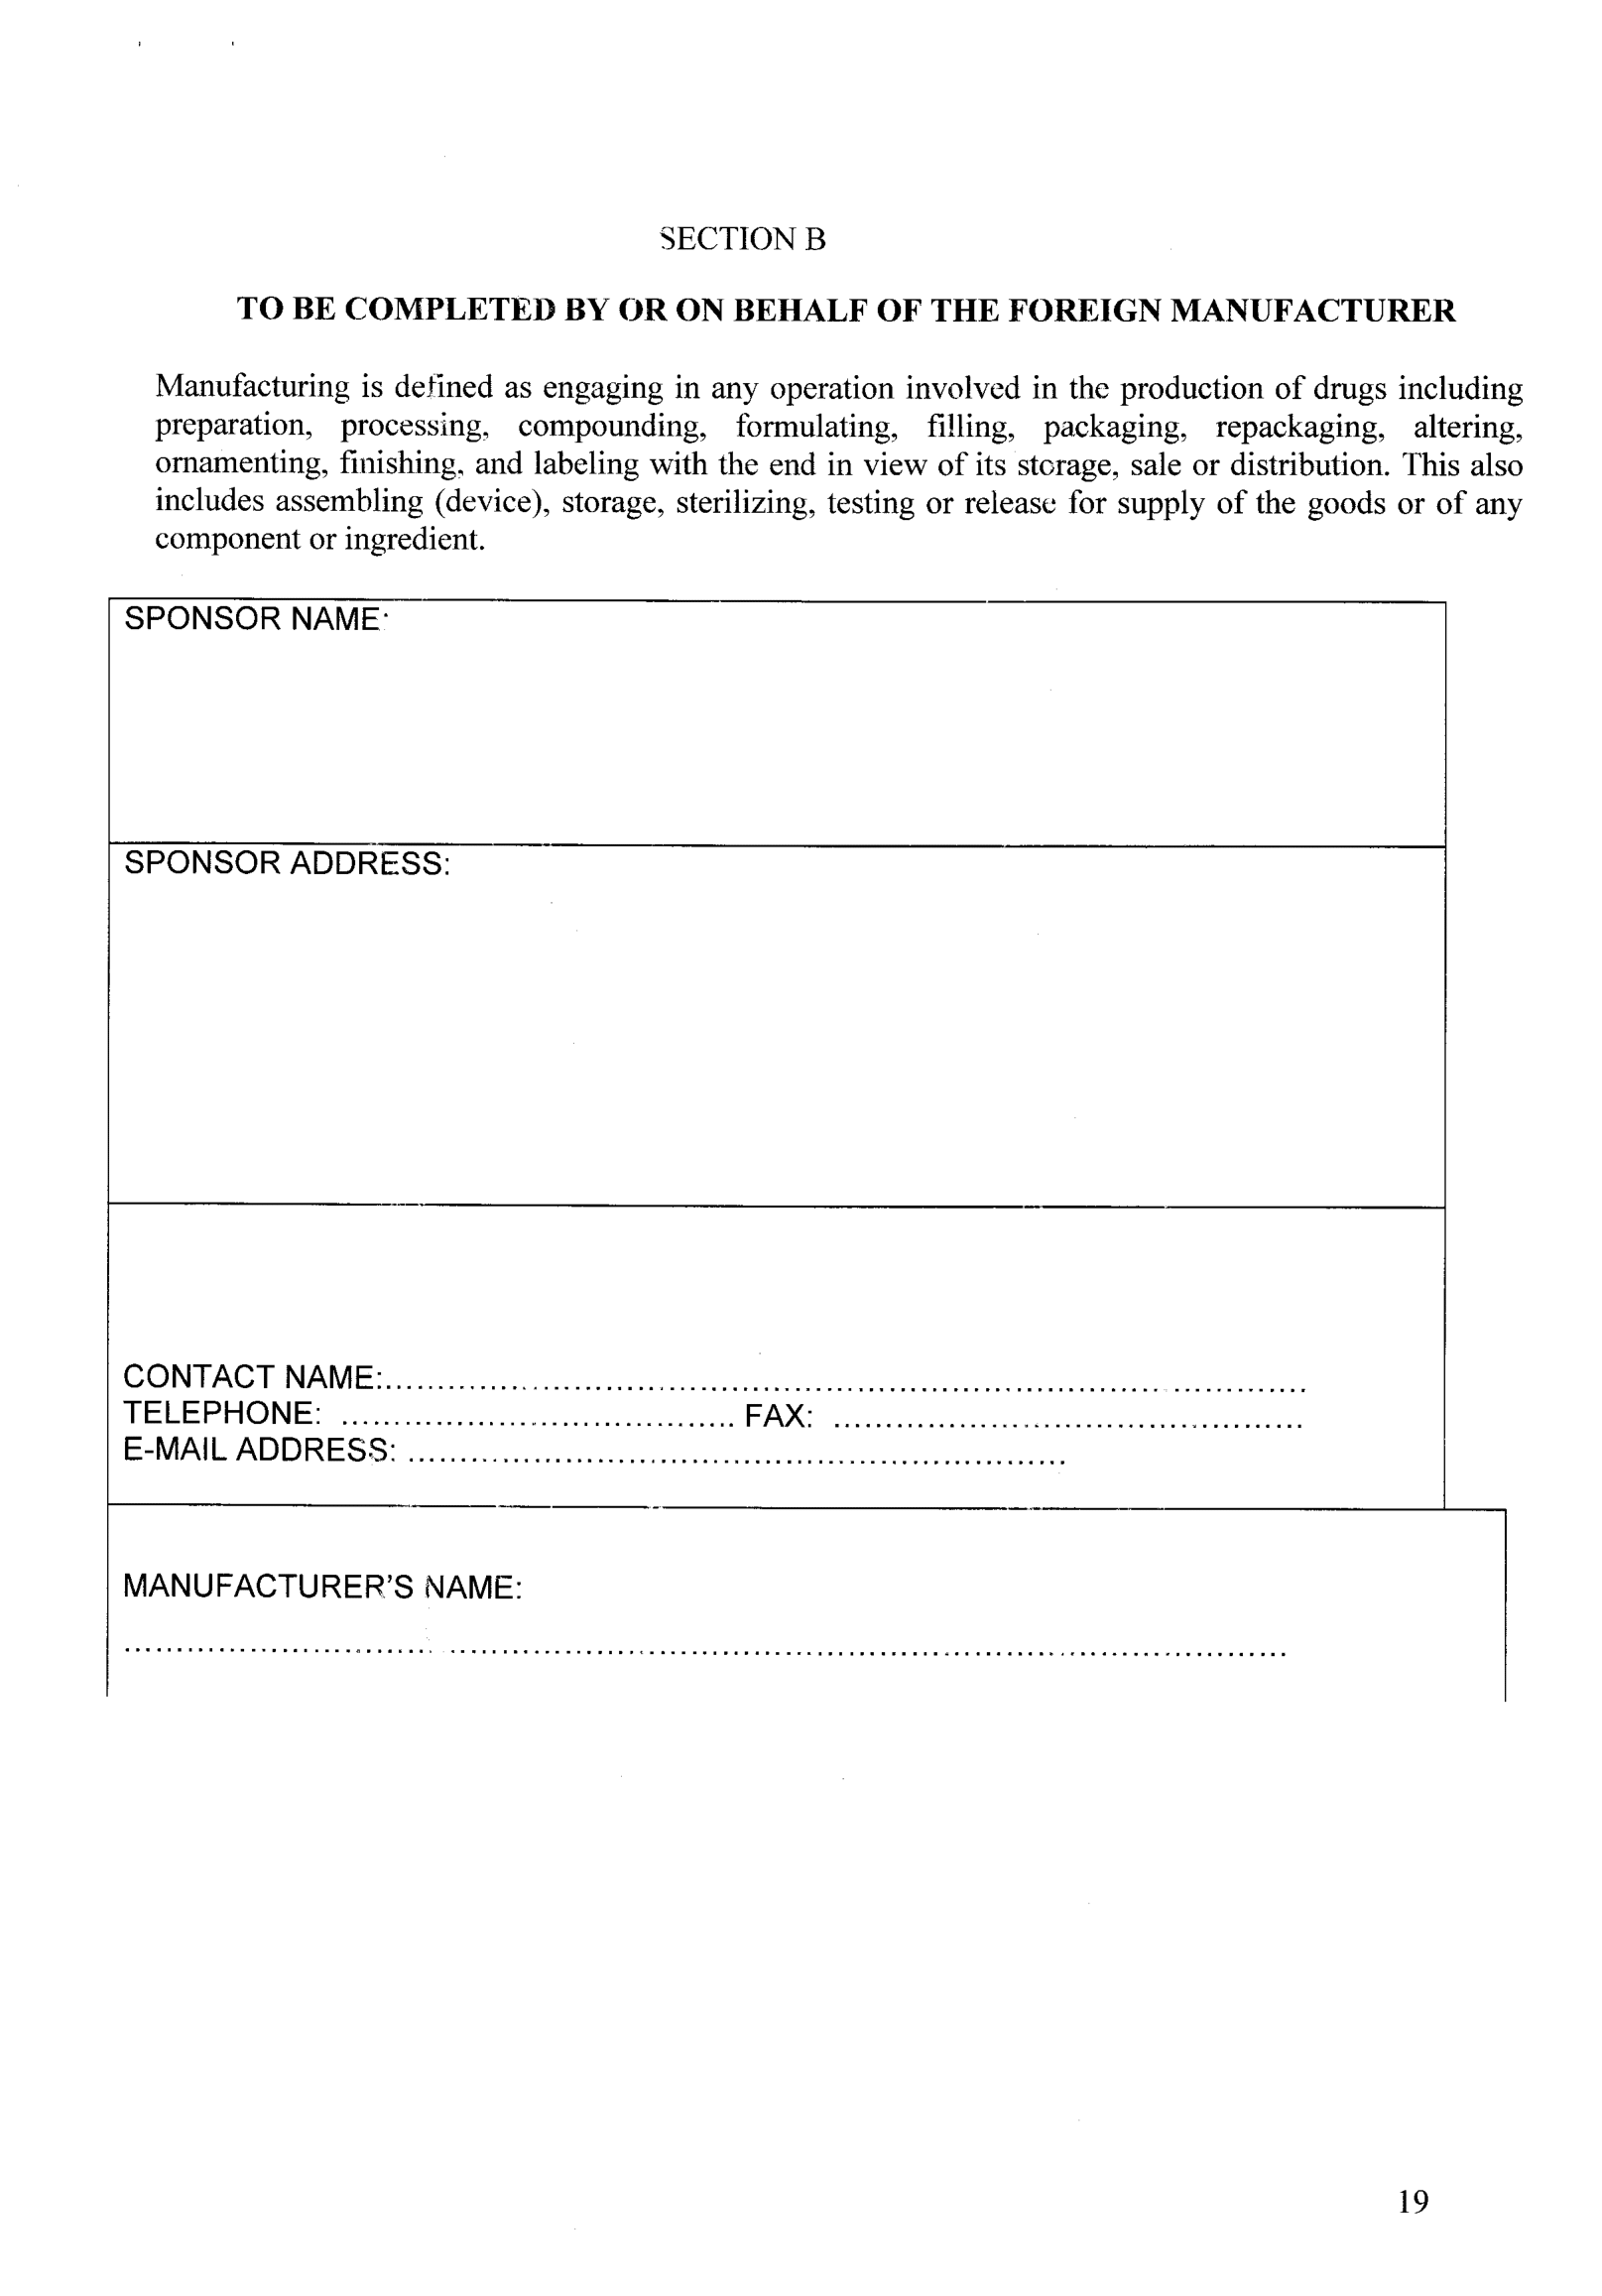 SECTION B
TO BE COMPLETED BY OR ON BEHALF OF THE FOREIGN MANUFACTURER
Manufacturing is defined as engaging in any operation involved in the production of drugs including
preparation, processing, compounding, formulating, filling, packaging, repackaging, altering,
ornamenting, finishing, and labeling with the end in view of its storage, sale or distribution. This also
includes assembling (device), storage, sterilizing, testing or release for supply of the goods or of any
component or ingredient.
SPONSOR NAME:
SPONSOR ADDRESS:
CONTACT NAME:..........................................................................................
TELEPHONE: ...................................... FAX: .............................................
E-MAIL ADDRESS: ...............................................................
MANUFACTURER'S NAME:
................................................................................................................
19